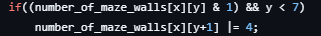 if((number_of_maze_walls[x][y] & 1) && y < 7)
    number_of_maze_walls[x][y+1] |= 4;